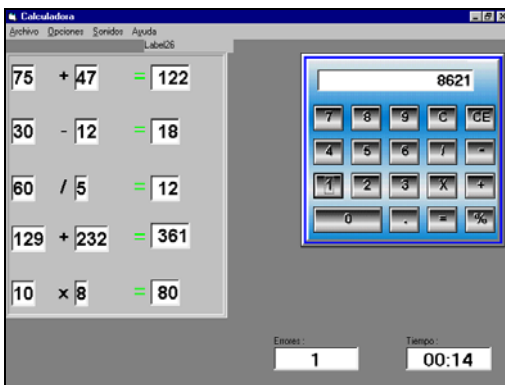 Calculadora
Archivo Opciones Sonidos Ayuda
Label26
75 + 47 = 122
30 - 12 = 18
60 / 5 = 12
129 + 232 = 361
10 x 8 = 80
8621
7 8 9 C CE
4 5 6 / -
1 2 3 X +
0 . = %
Errores :
1
Tiempo :
00:14